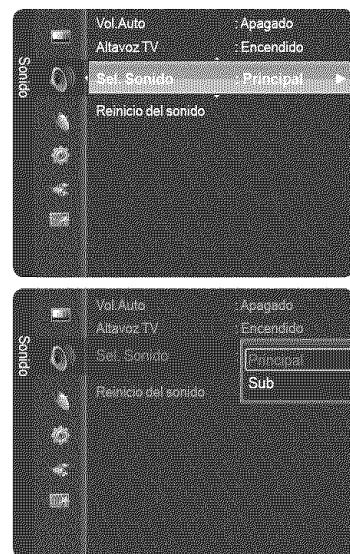 Sonido
Vol.Auto : Apagado
Altavoz TV : Encendido
Sel. Sonido : Principal
Reinicio del sonido
Sonido
Vol.Auto : Apagado
Altavoz TV : Encendido
Sel. Sonido
Principal
Sub
Reinicio del sonido